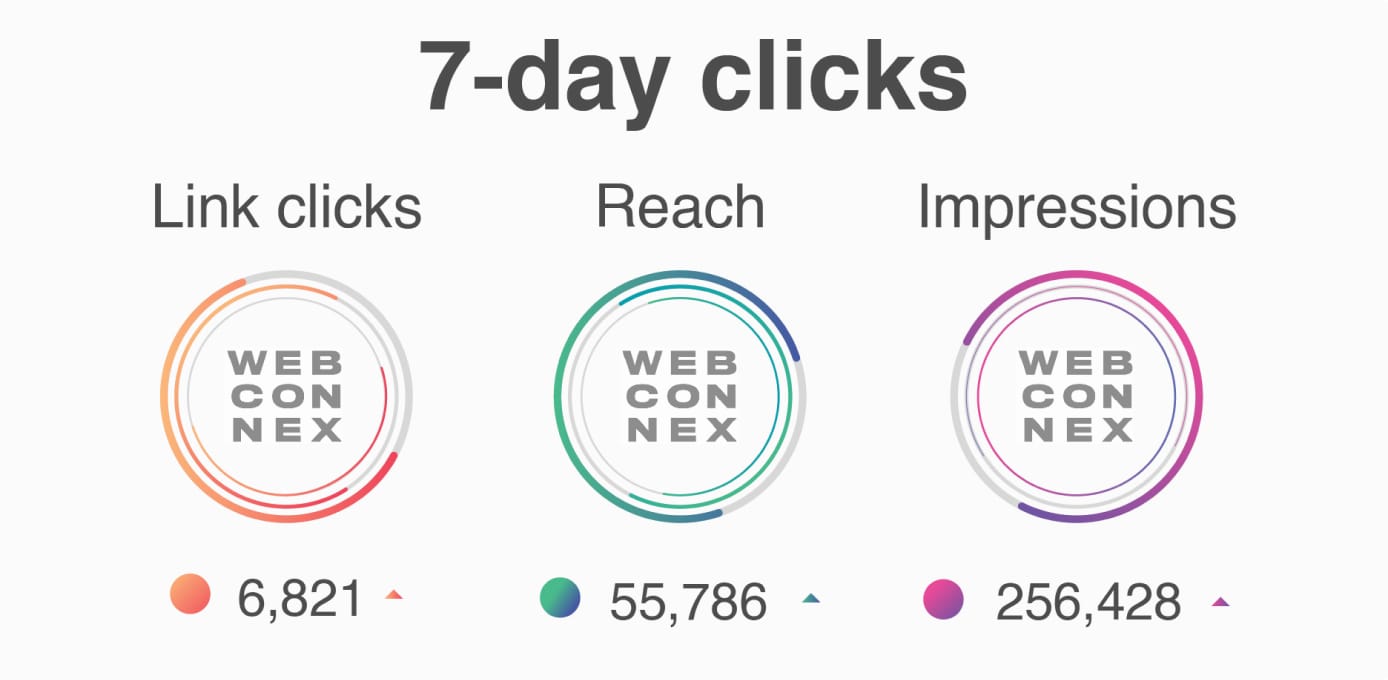 7-day clicks
Link clicks
Reach
Impressions
WEB
CON
NEX
WEB
CON
NEX
WEB
CON
NEX
6,821
55,786
256,428